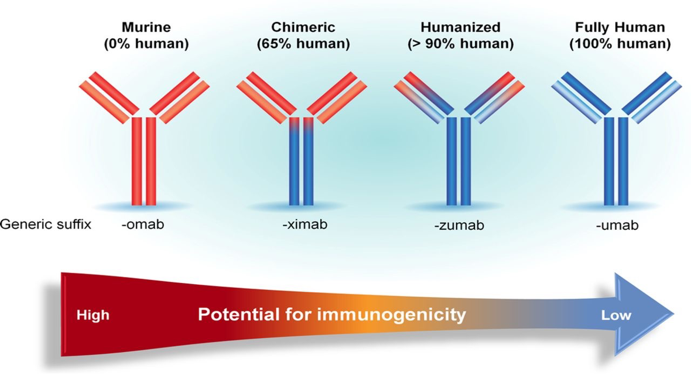 Murine
(0% human)
Chimeric
(65% human)
Humanized
(> 90% human)
Fully Human
(100% human)
Generic suffix
-omab
-ximab
-zumab
-umab
High
Potential for immunogenicity
Low